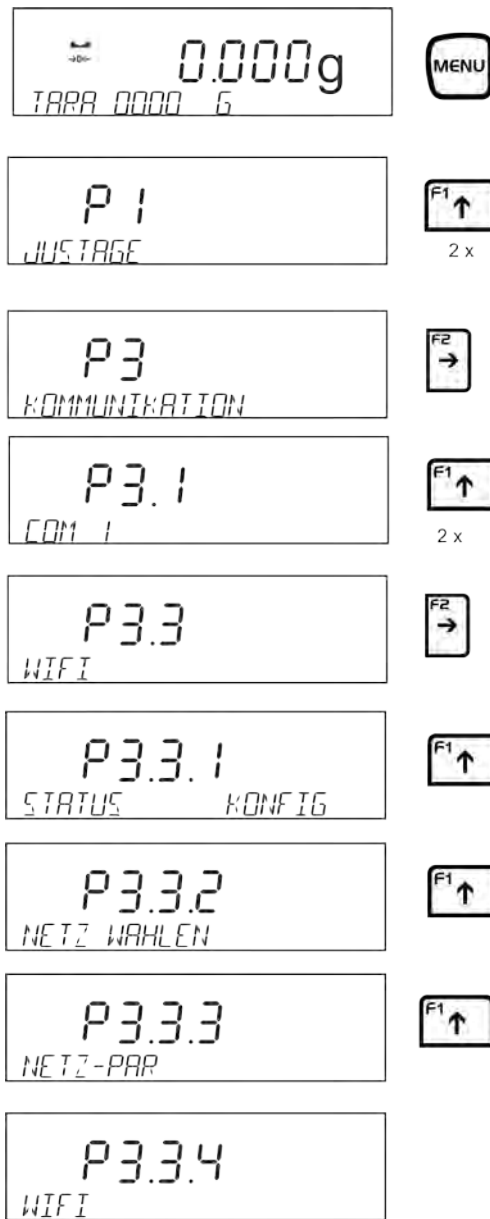 →0←
0.000g
TARA 0000 G
MENU
P1
JUSTAGE
F1 ↑
2 x
P3
KOMMUNIKATION
F2 →
P3.1
COM 1
F1 ↑
2 x
P3.3
WIFI
F2 →
P3.3.1
STATUS KONFIG
F1 ↑
P3.3.2
NETZ WAHLEN
F1 ↑
P3.3.3
NETZ-PAR
F1 ↑
P3.3.4
WIFI